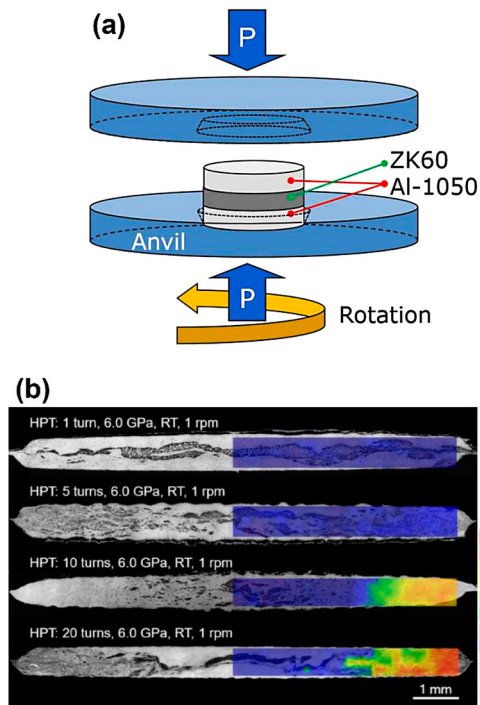 (a)
P
ZK60
Al-1050
Anvil
P
Rotation
(b)
HPT: 1 turn, 6.0 GPa, RT, 1 rpm
HPT: 5 turns, 6.0 GPa, RT, 1 rpm
HPT: 10 turns, 6.0 GPa, RT, 1 rpm
HPT: 20 turns, 6.0 GPa, RT, 1 rpm
1 mm